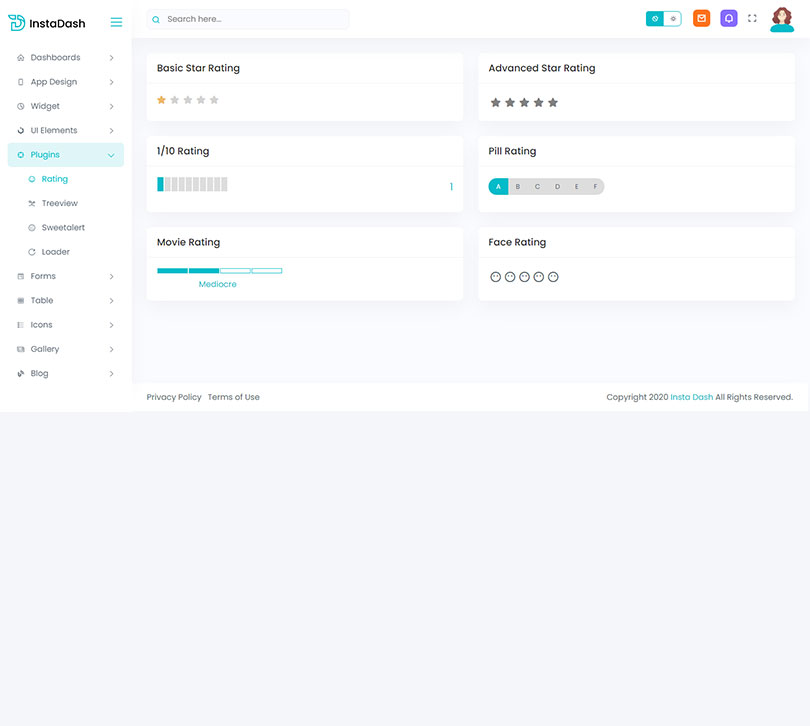 InstaDash
Search here...
Dashboards
App Design
Widget
UI Elements
Plugins
Rating
Treeview
Sweetalert
Loader
Forms
Table
Icons
Gallery
Blog
Basic Star Rating
Advanced Star Rating
1/10 Rating
1
Pill Rating
A B C D E F
Movie Rating
Mediocre
Face Rating
Privacy Policy Terms of Use
Copyright 2020 Insta Dash All Rights Reserved.